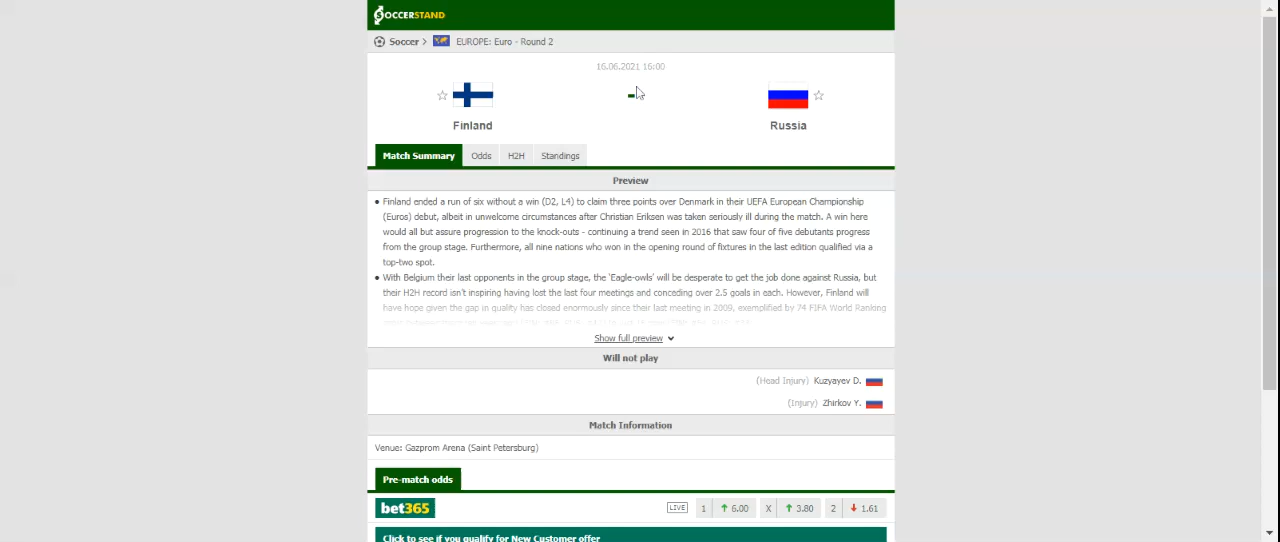 SOCCERSTAND
Soccer > EUROPE: Euro - Round 2
16.06.2021 16:00
-
Finland Russia
Match Summary Odds H2H Standings
Preview
• Finland ended a run of six without a win (D2, L4) to claim three points over Denmark in their UEFA European Championship
(Euros) debut, albeit in unwelcome circumstances after Christian Eriksen was taken seriously ill during the match. A win here
would all but assure progression to the knock-outs - continuing a trend seen in 2016 that saw four of five debutants progress
from the group stage. Furthermore, all nine nations who won in the opening round of fixtures in the last edition qualified via a
top-two spot.
• With Belgium their last opponents in the group stage, the 'Eagle-owls' will be desperate to get the job done against Russia, but
their H2H record isn't inspiring having lost the last four meetings and conceding over 2.5 goals in each. However, Finland will
have hope given the gap in quality has closed enormously since their last meeting in 2009, exemplified by 74 FIFA World Ranking
Show full preview
Will not play
(Head Injury) Kuzyayev D.
(Injury) Zhirkov Y.
Match Information
Venue: Gazprom Arena (Saint Petersburg)
Pre-match odds
bet365 LIVE 1 6.00 X 3.80 2 1.61
Click to see if you qualify for New Customer offer